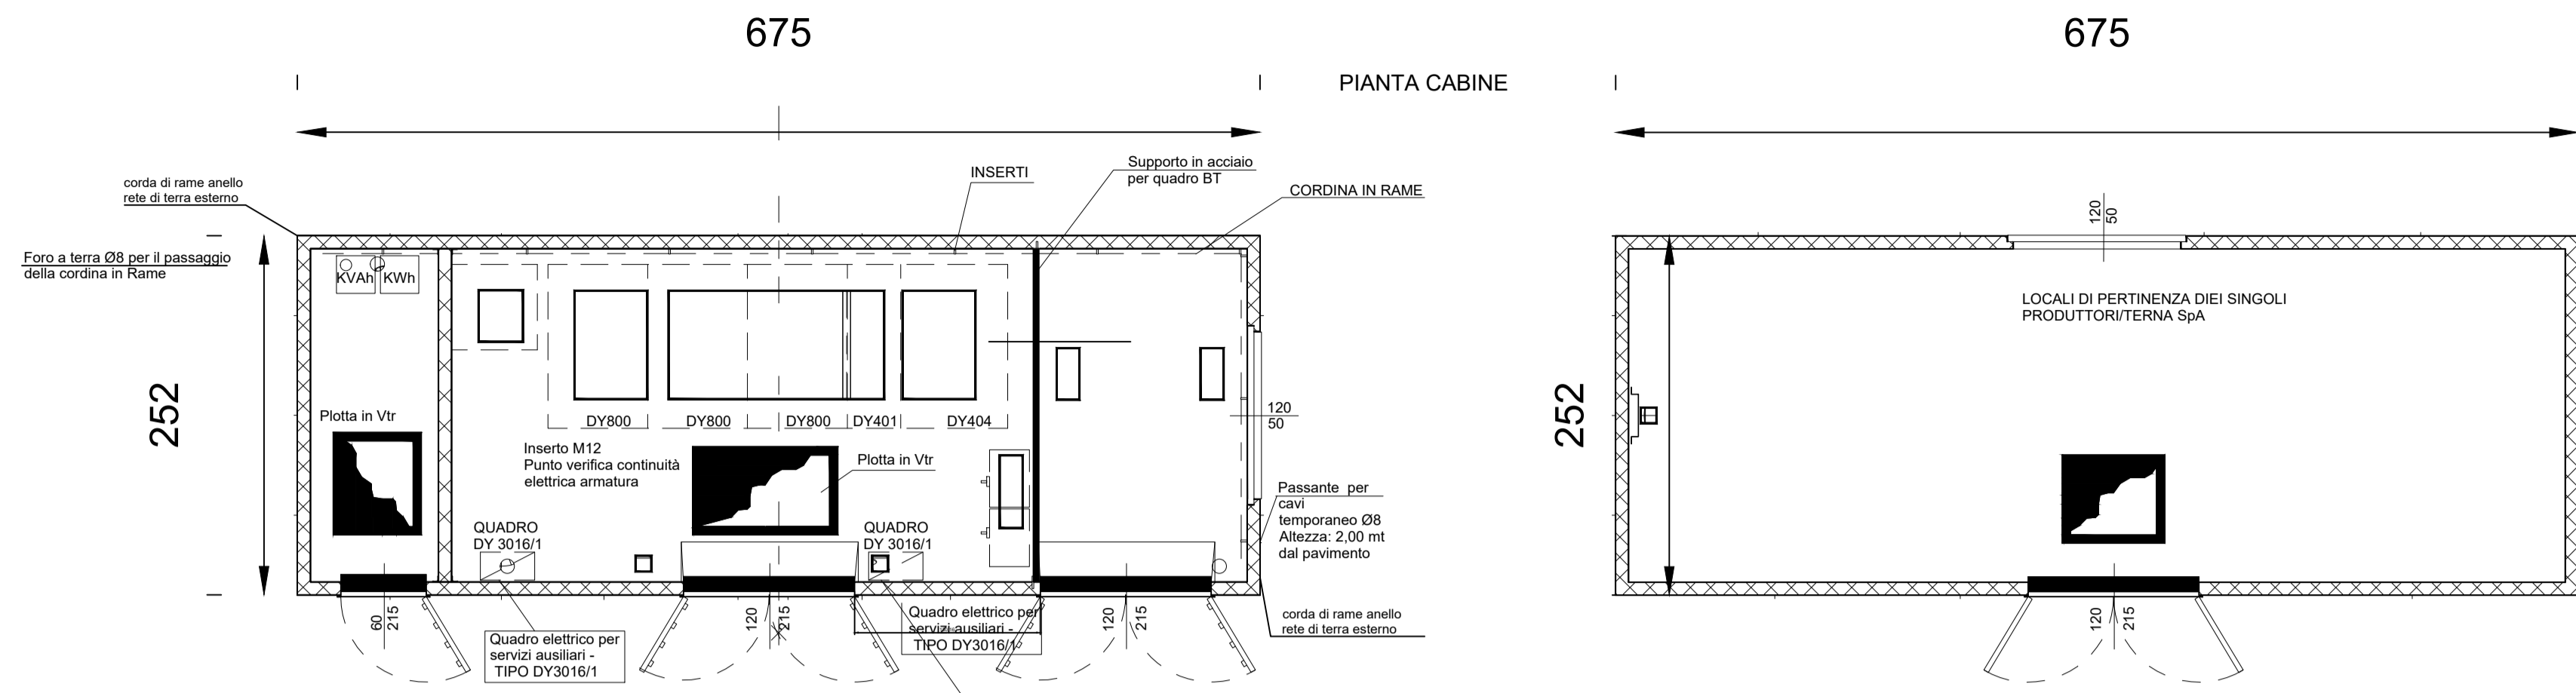 675
675
PIANTA CABINE
corda di rame anello
rete di terra esterno
Foro a terra Ø8 per il passaggio
della cordina in Rame
INSERTI
Supporto in acciaio
per quadro BT
CORDINA IN RAME
KVAh
KWh
252
Plotta in Vtr
DY800
DY800
DY800
DY401
DY404
Inserto M12
Punto verifica continuità
elettrica armatura
Plotta in Vtr
QUADRO
DY 3016/1
QUADRO
DY 3016/1
120
50
Passante per
cavi
temporaneo Ø8
Altezza: 2,00 mt
dal pavimento
60
215
120
215
120
215
Quadro elettrico per
servizi ausiliari -
TIPO DY3016/1
Quadro elettrico per
servizi ausiliari -
TIPO DY3016/1
corda di rame anello
rete di terra esterno
120
50
LOCALI DI PERTINENZA DIEI SINGOLI
PRODUTTORI/TERNA SpA
252
120
215